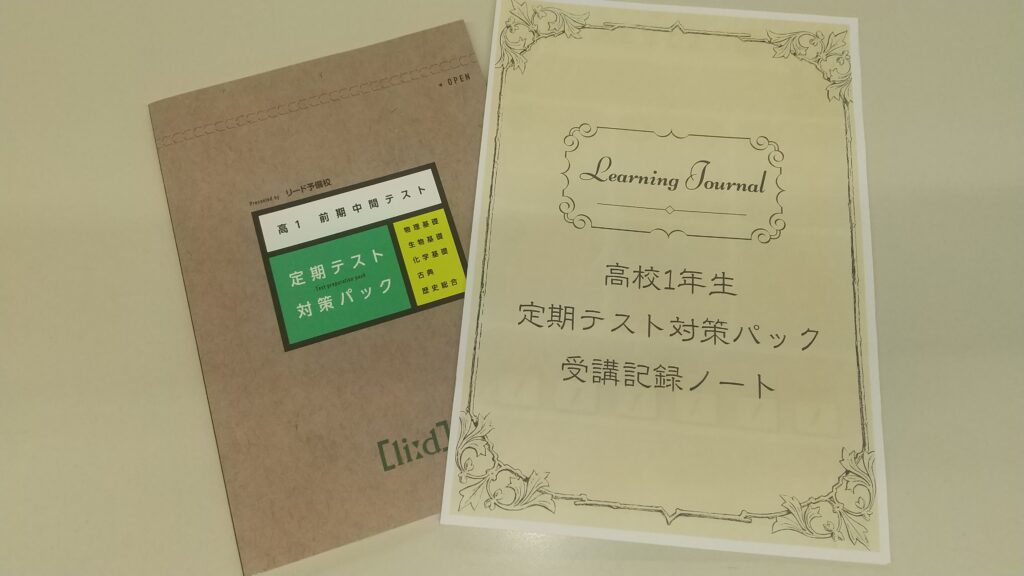 ▼ OPEN
Presented by リード予備校
高1 前期中間テスト
定期テスト
Test preparation pack
対策パック
物理基礎
生物基礎
化学基礎
古典
歴史総合
[li:d]
Learning Journal
高校1年生
定期テスト対策パック
受講記録ノート